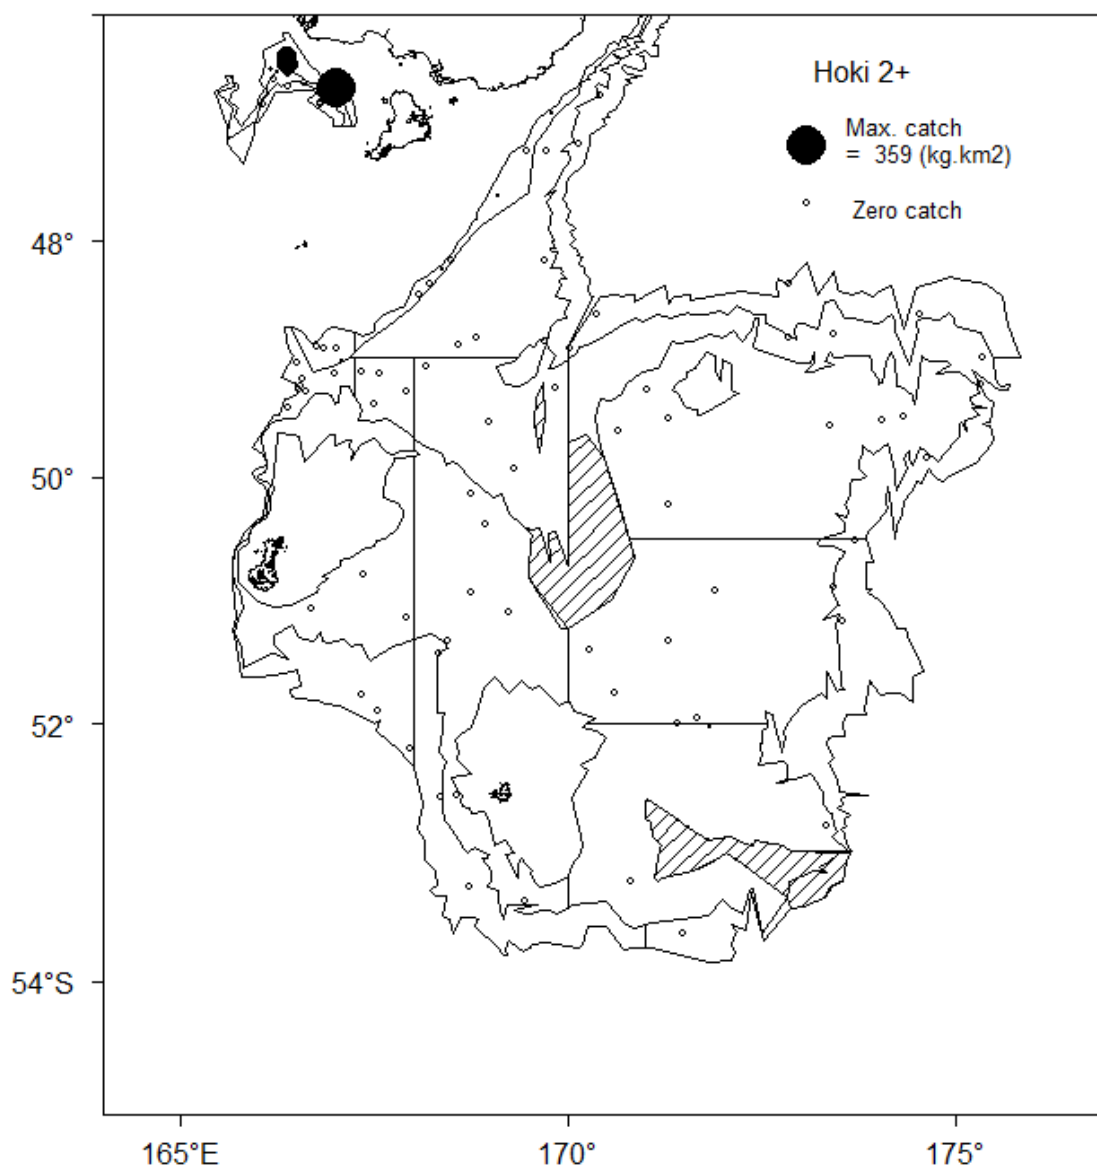 Hoki 2+
Max. catch
= 359 (kg.km2)
Zero catch
48°
50°
52°
54°S
165°E
170°
175°